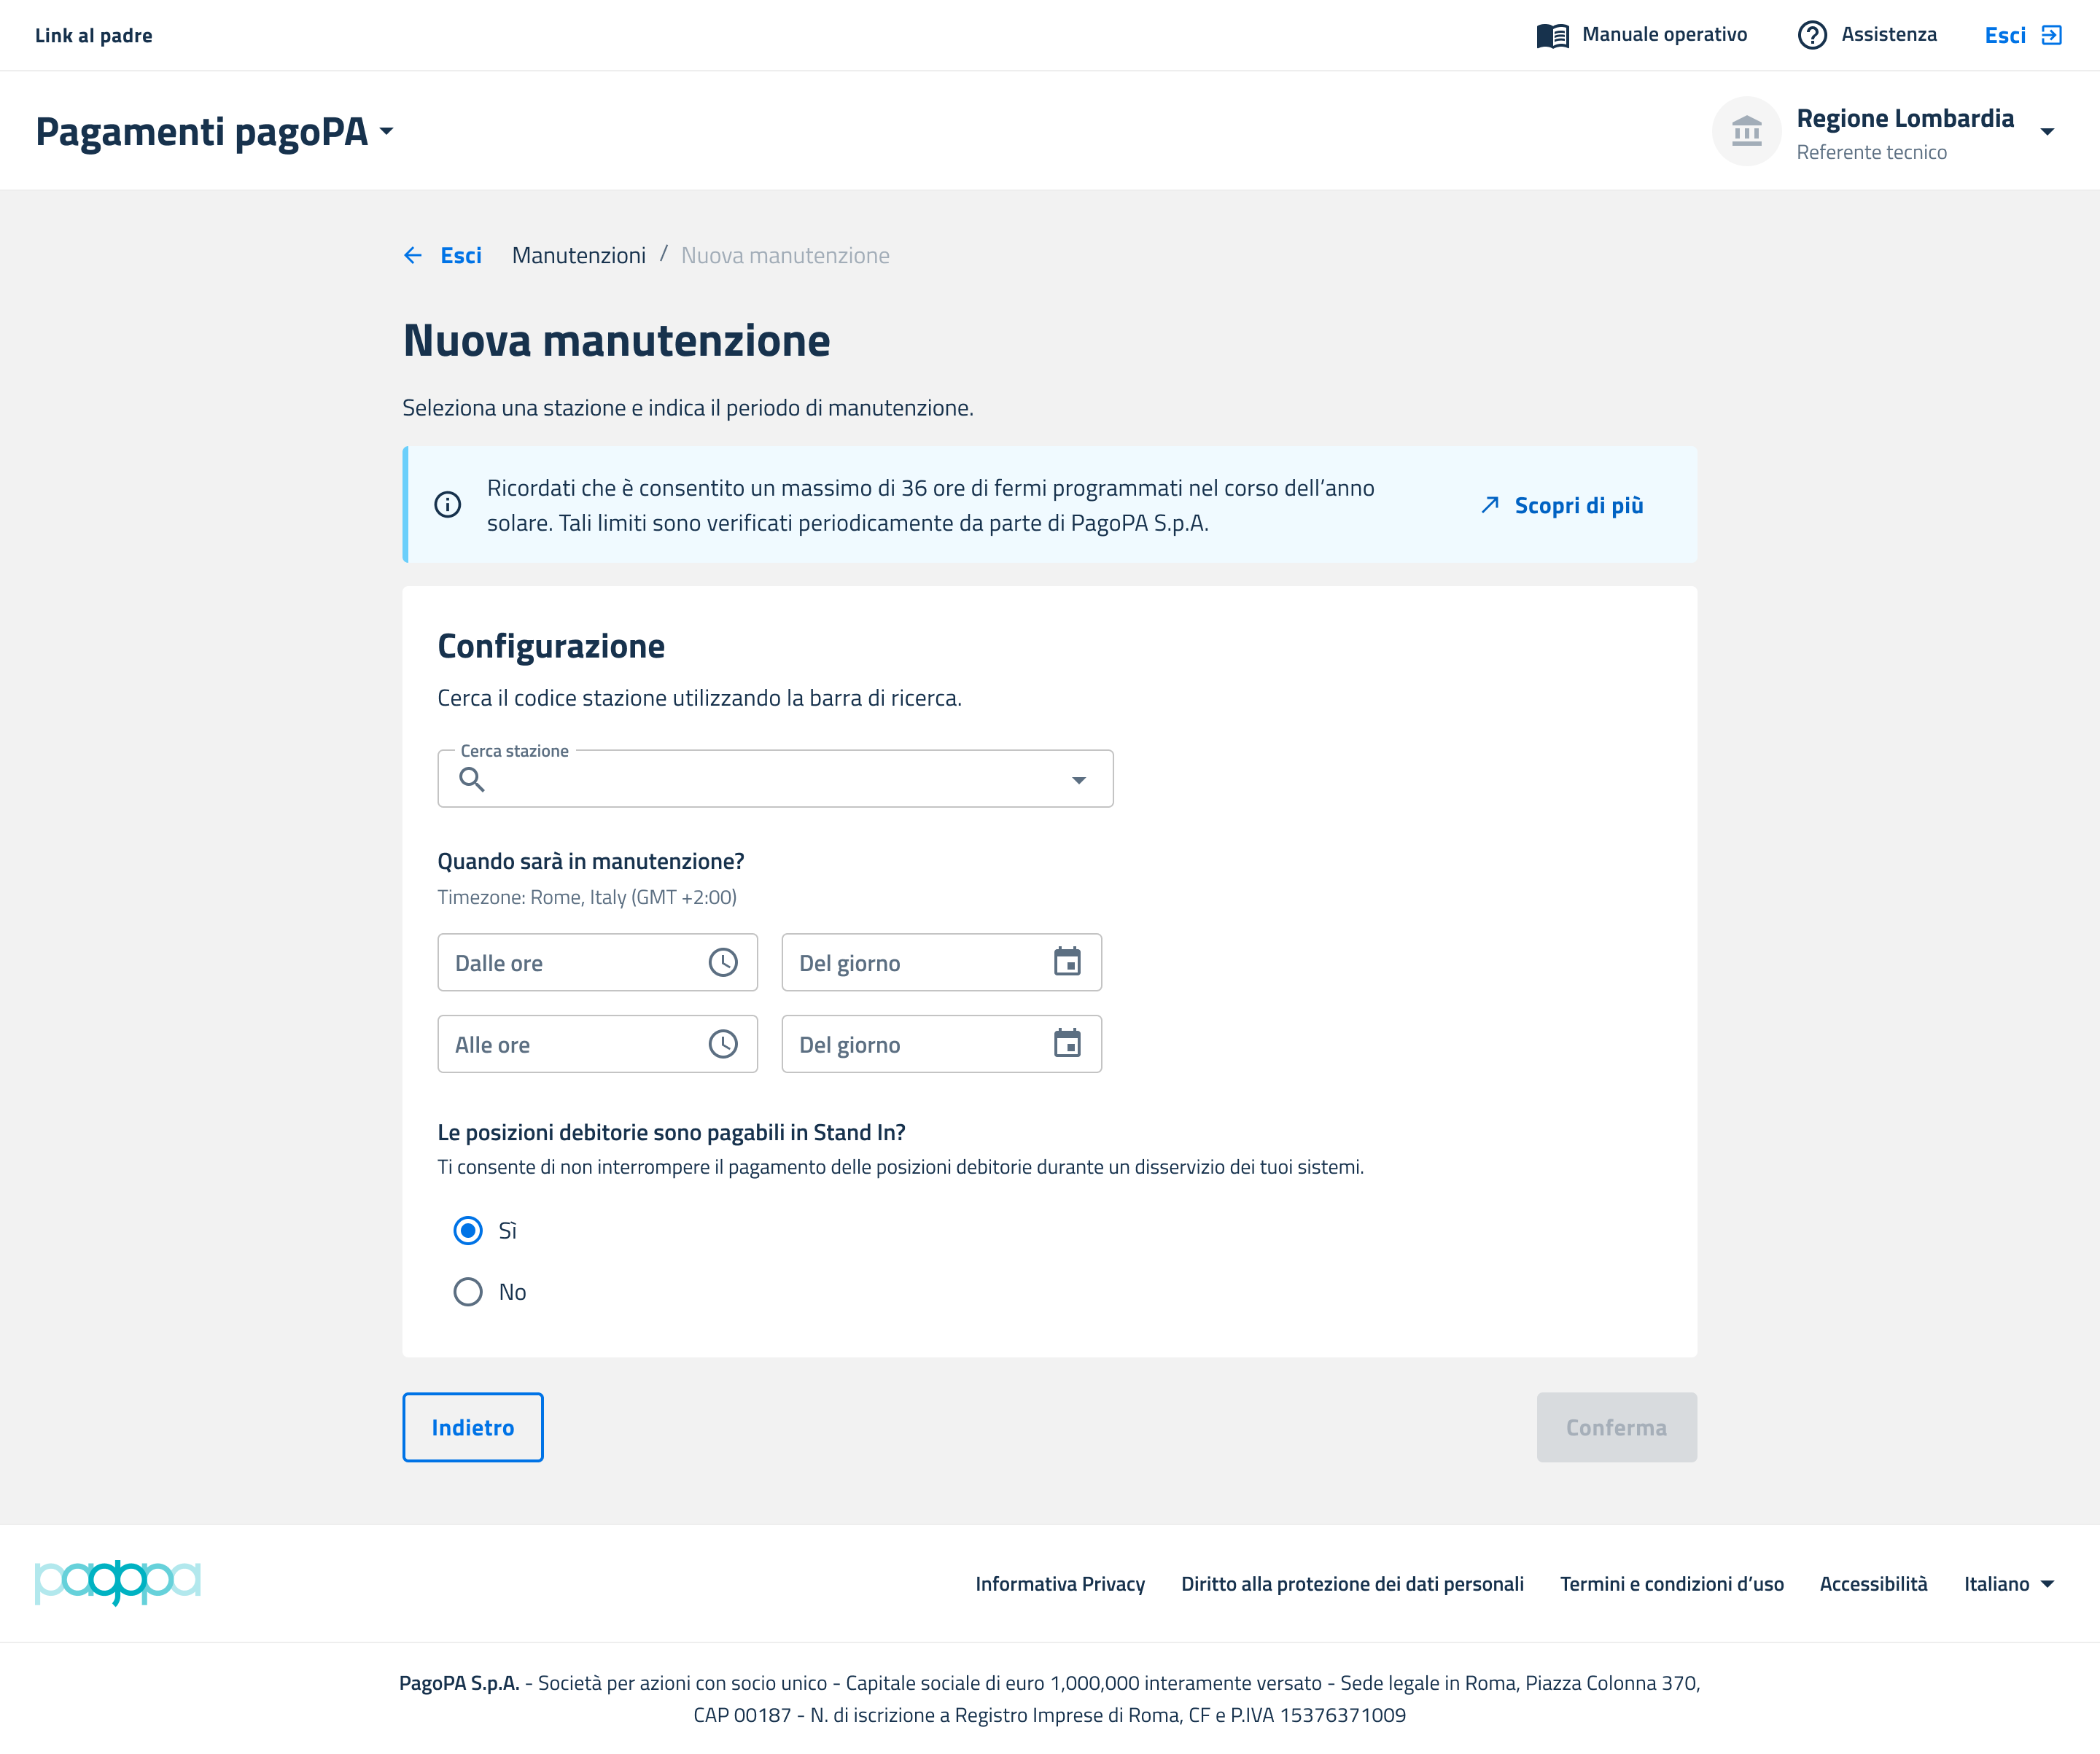 Link al padre
Manuale operativo
Assistenza
Esci
Pagamenti pagoPA
Regione Lombardia
Referente tecnico
Esci
Manutenzioni / Nuova manutenzione
Nuova manutenzione
Seleziona una stazione e indica il periodo di manutenzione.
Ricordati che è consentito un massimo di 36 ore di fermi programmati nel corso dell’anno
solare. Tali limiti sono verificati periodicamente da parte di PagoPA S.p.A.
Scopri di più
Configurazione
Cerca il codice stazione utilizzando la barra di ricerca.
Cerca stazione
Quando sarà in manutenzione?
Timezone: Rome, Italy (GMT +2:00)
Dalle ore
Del giorno
Alle ore
Del giorno
Le posizioni debitorie sono pagabili in Stand In?
Ti consente di non interrompere il pagamento delle posizioni debitorie durante un disservizio dei tuoi sistemi.
Sì
No
Indietro
Conferma
pagopa
Informativa Privacy
Diritto alla protezione dei dati personali
Termini e condizioni d’uso
Accessibilità
Italiano
PagoPA S.p.A. - Società per azioni con socio unico - Capitale sociale di euro 1,000,000 interamente versato - Sede legale in Roma, Piazza Colonna 370,
CAP 00187 - N. di iscrizione a Registro Imprese di Roma, CF e P.IVA 15376371009